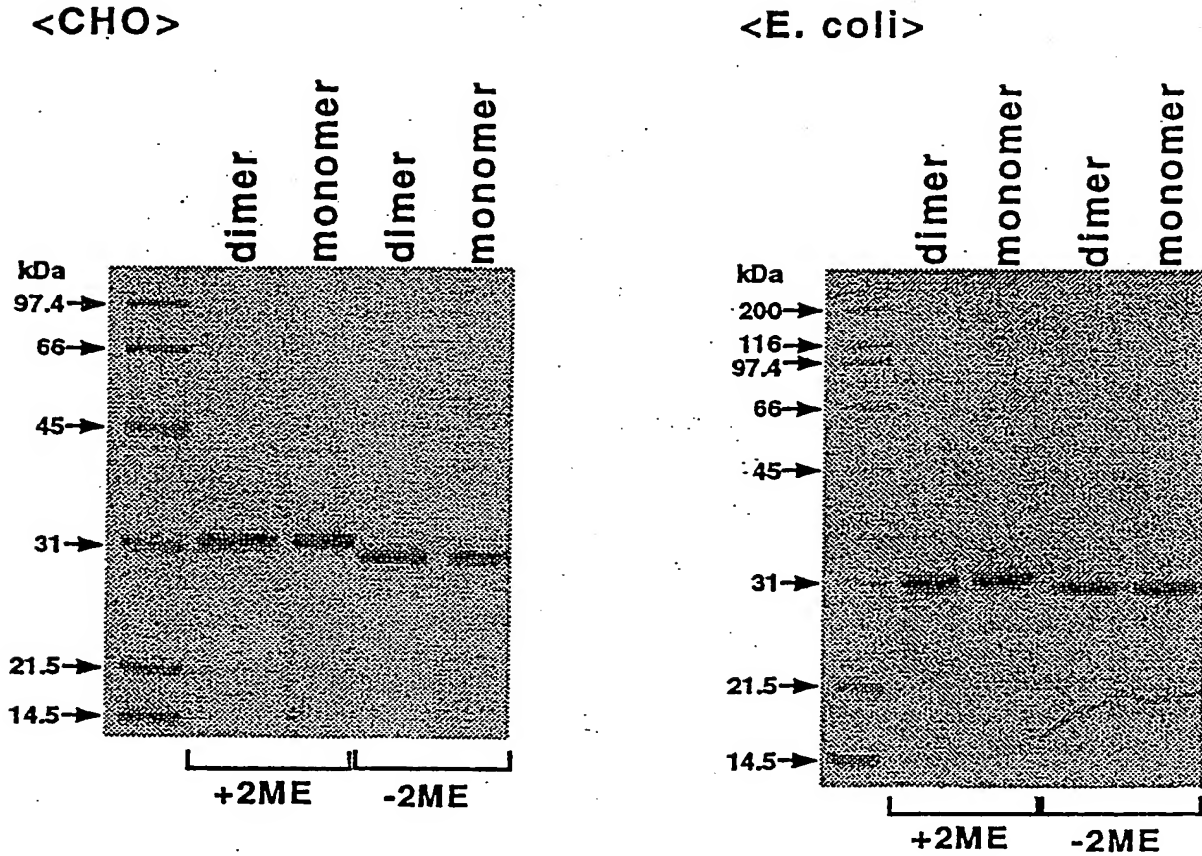 <CHO>
dimer
monomer
dimer
monomer
kDa
97.4
66
45
31
21.5
14.5
+2ME
-2ME
<E. coli>
dimer
monomer
dimer
monomer
kDa
200
116
97.4
66
45
31
21.5
14.5
+2ME
-2ME